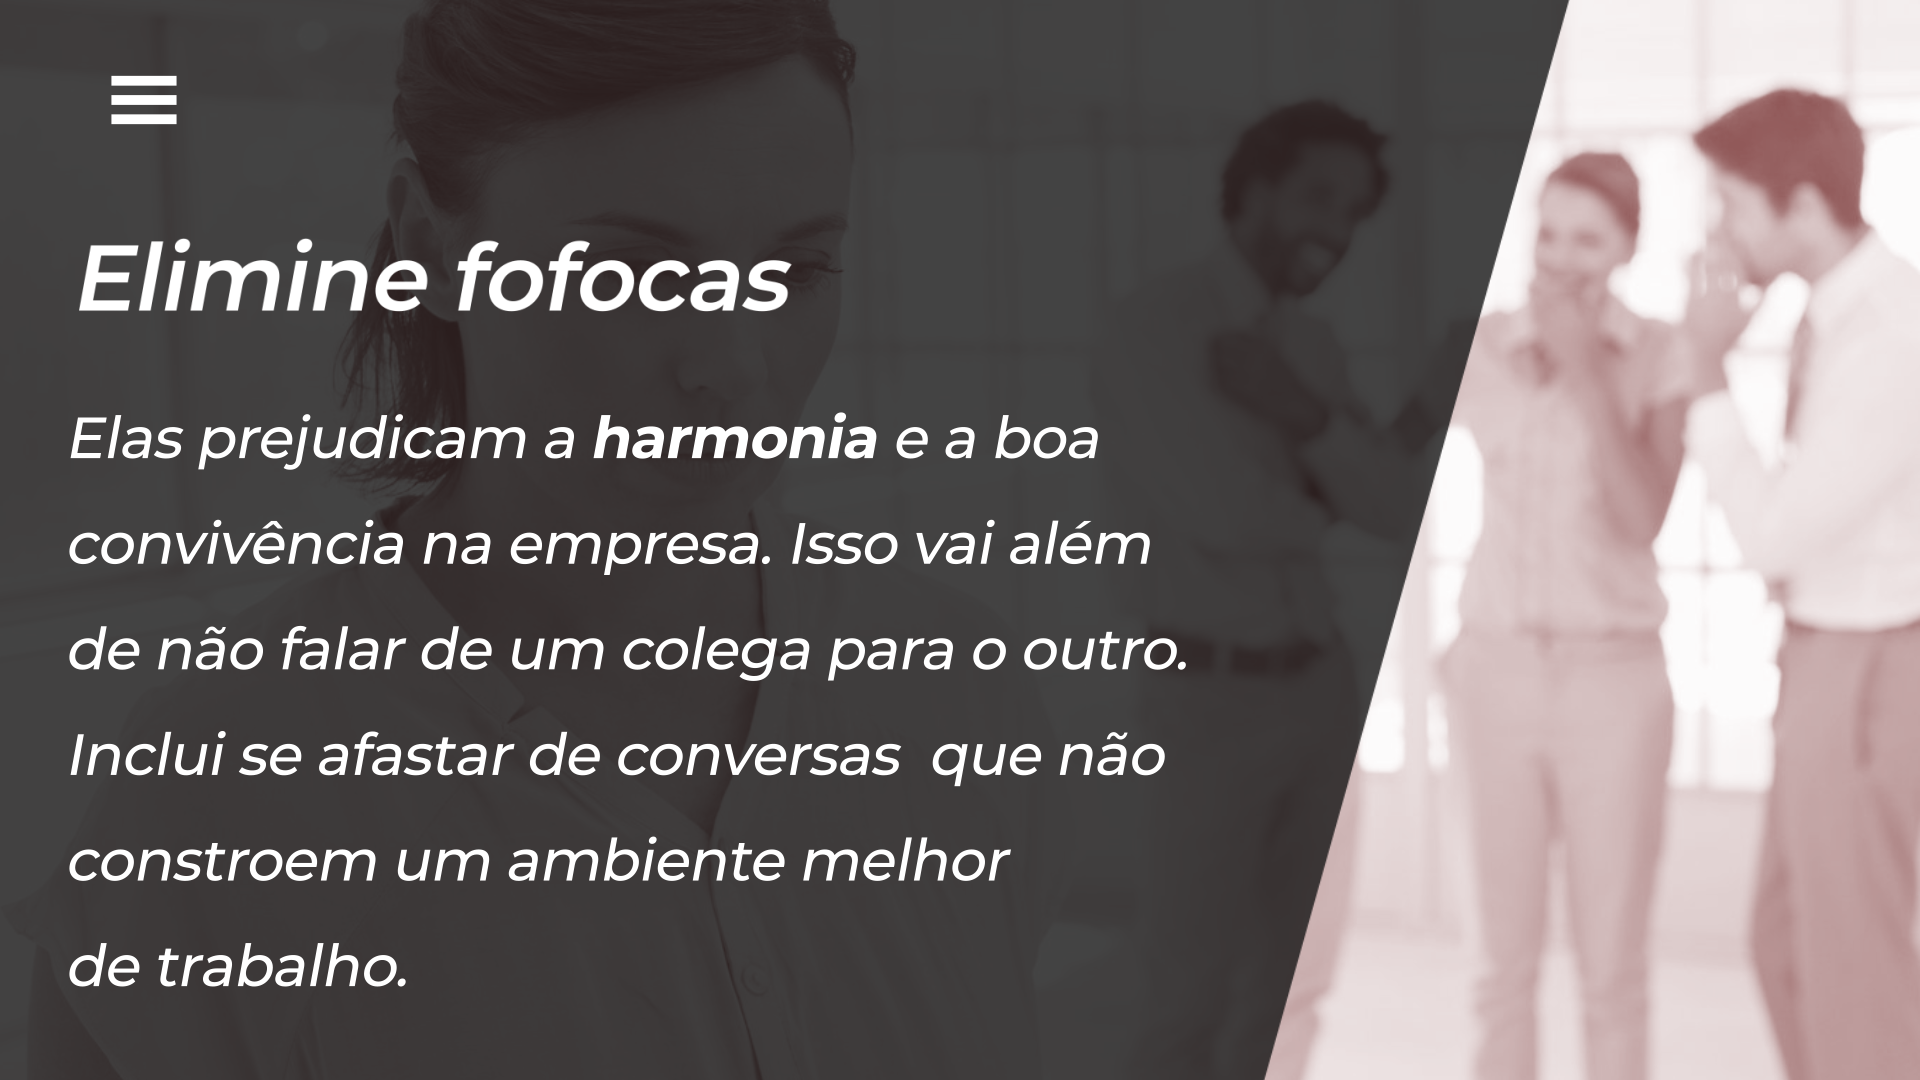 Elimine fofocas
Elas prejudicam a harmonia e a boa
convivência na empresa. Isso vai além
de não falar de um colega para o outro.
Inclui se afastar de conversas  que não
constroem um ambiente melhor
de trabalho.